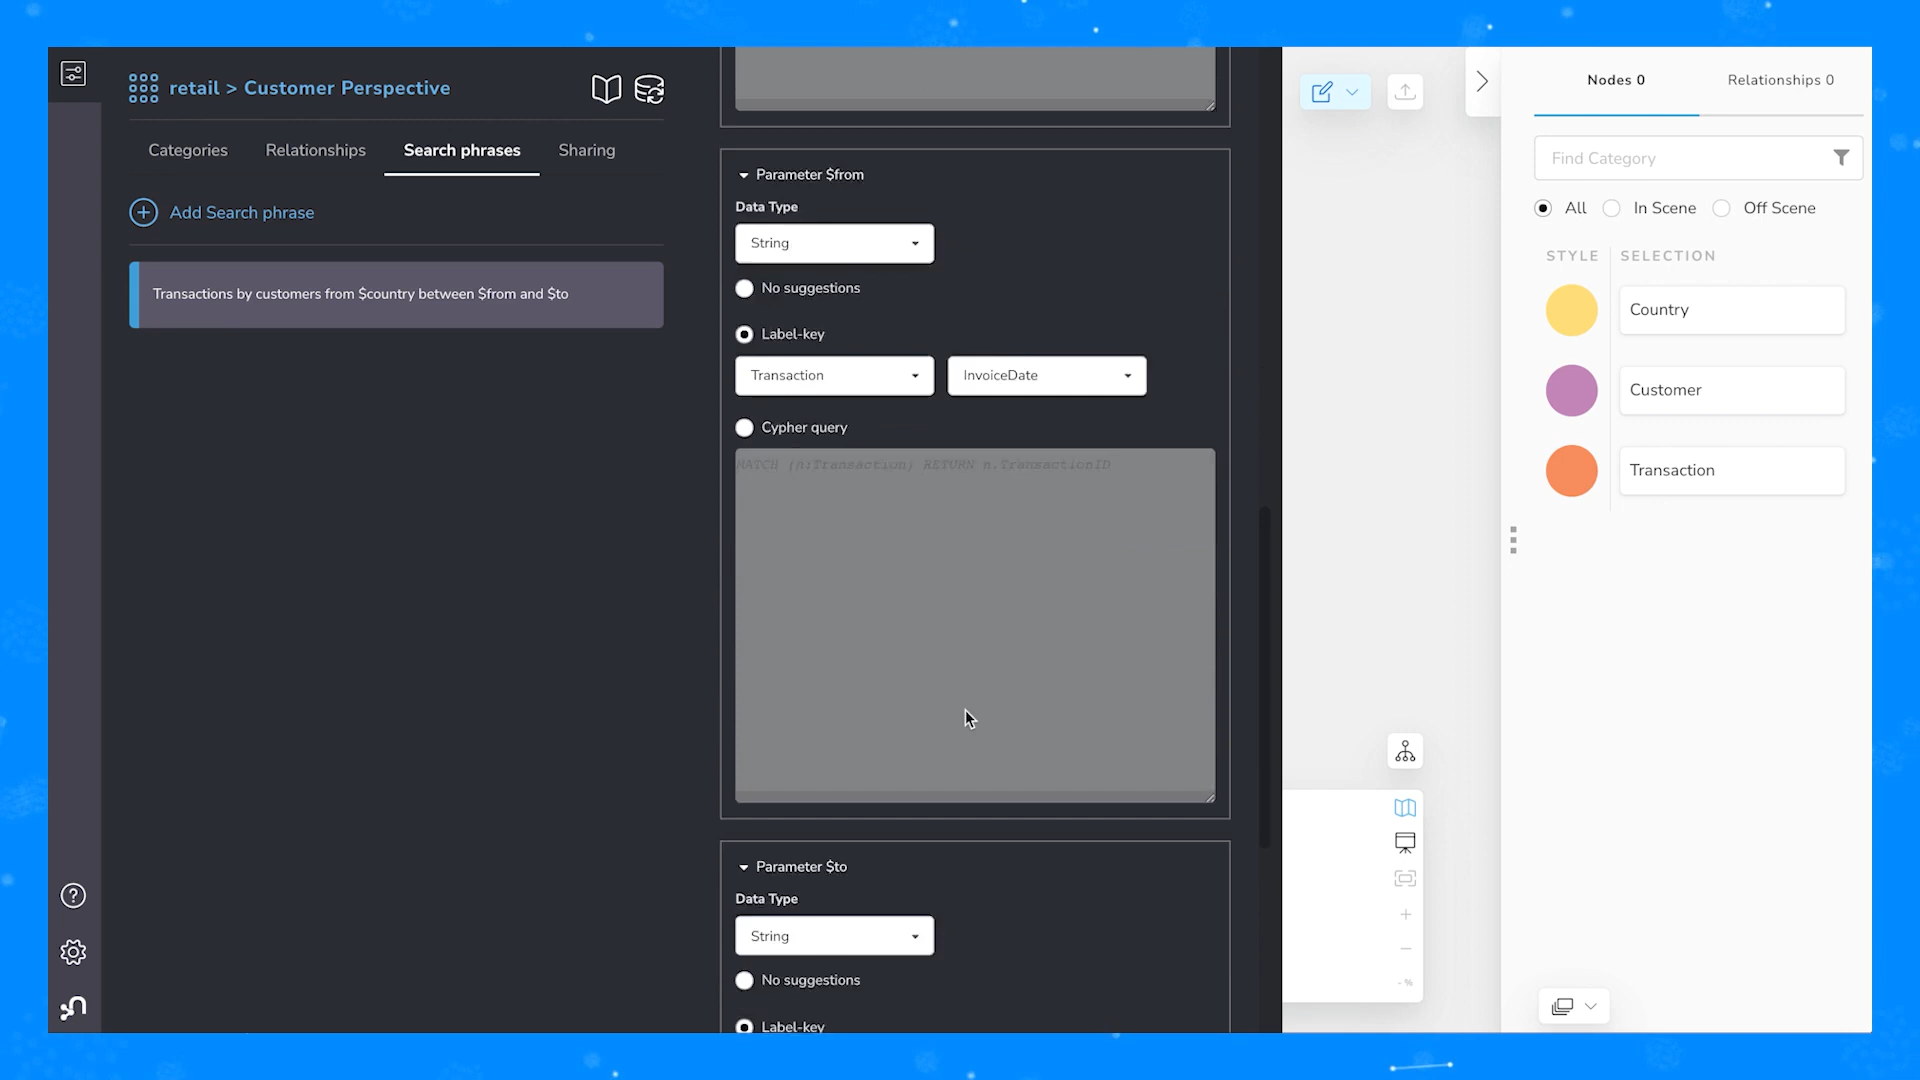 retail > Customer Perspective
Categories
Relationships
Search phrases
Sharing
Add Search phrase
Transactions by customers from $country between $from and $to
Parameter $from
Data Type
String
No suggestions
Label-key
Transaction
InvoiceDate
Cypher query
MATCH (n:Transaction) RETURN n.TransactionID
Parameter $to
Data Type
String
No suggestions
Label-key
- %
Nodes 0
Relationships 0
Find Category
All
In Scene
Off Scene
STYLE
SELECTION
Country
Customer
Transaction